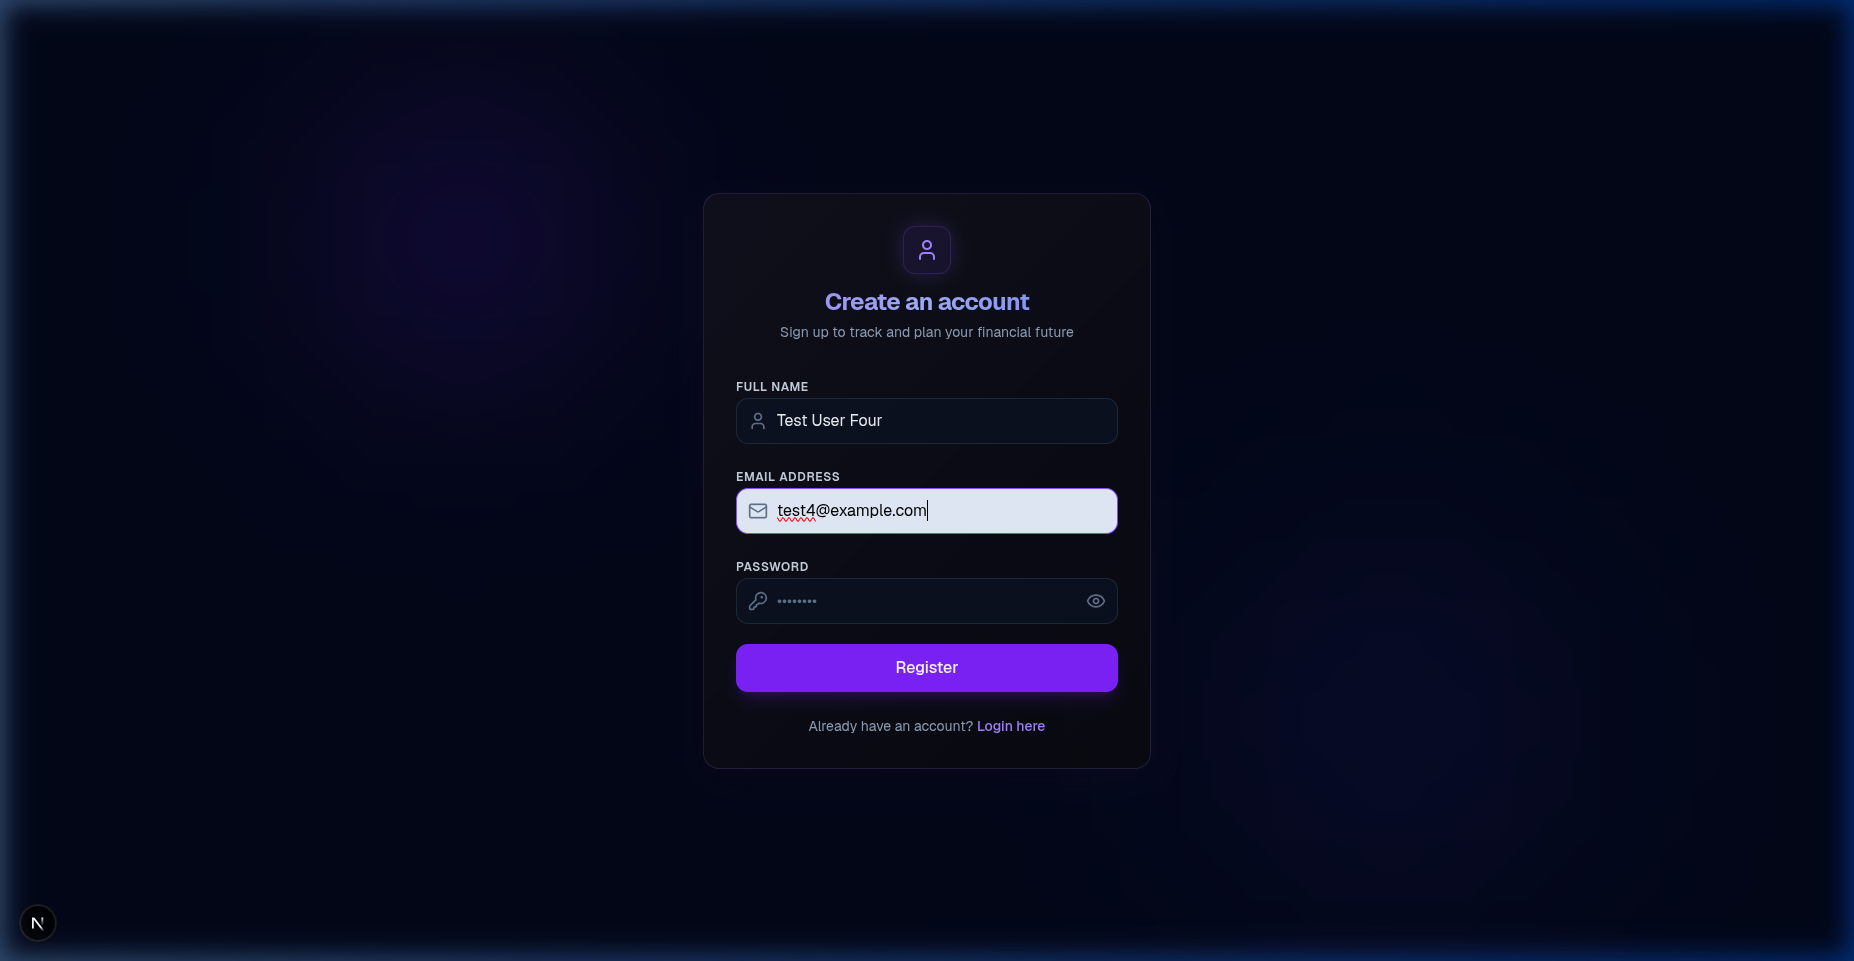 Create an account
Sign up to track and plan your financial future
FULL NAME
Test User Four
EMAIL ADDRESS
test4@example.com
PASSWORD
••••••••
Register
Already have an account? Login here
N